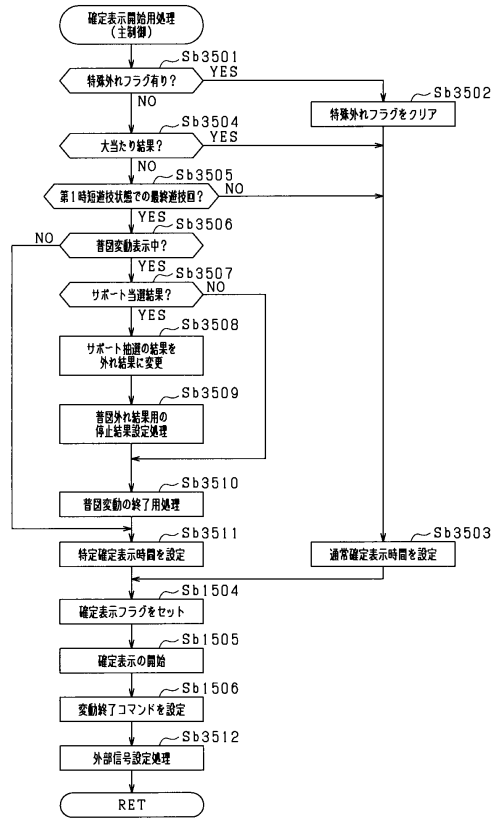 確定表示開始用処理
(主制御)
Sb3501
特殊外れフラグ有り?
YES
NO
Sb3502
特殊外れフラグをクリア
Sb3504
大当たり結果?
YES
NO
Sb3505
第1時短遊技状態での最終遊技回?
NO
YES
Sb3506
NO
普図変動表示中?
YES
Sb3507
サポート当選結果?
NO
YES
Sb3508
サポート抽選の結果を
外れ結果に変更
Sb3509
普図外れ結果用の
停止結果設定処理
Sb3510
普図変動の終了用処理
Sb3511
特定確定表示時間を設定
Sb3503
通常確定表示時間を設定
Sb1504
確定表示フラグをセット
Sb1505
確定表示の開始
Sb1506
変動終了コマンドを設定
Sb3512
外部信号設定処理
RET